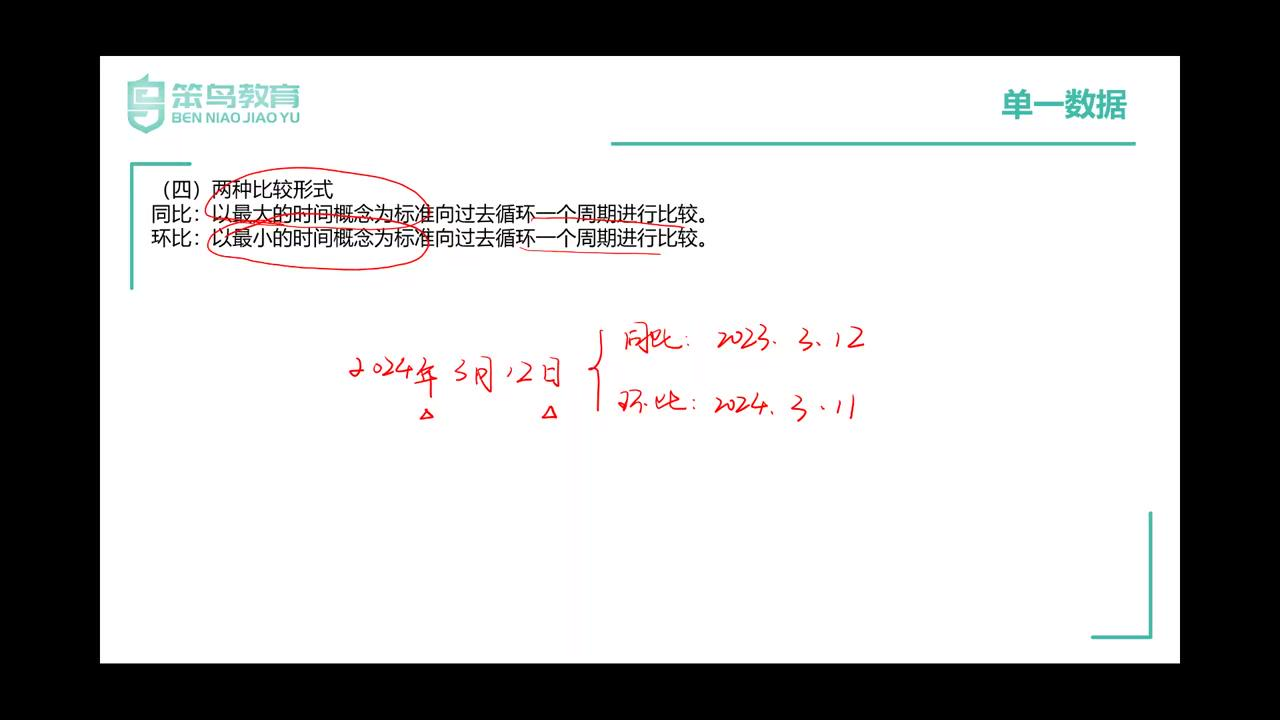 笨鸟教育
BEN NIAO JIAO YU
单一数据
（四）两种比较形式
同比：以最大的时间概念为标准向过去循环一个周期进行比较。
环比：以最小的时间概念为标准向过去循环一个周期进行比较。
同比：2023.3.12
2024年3月12日
环比：2024.3.11